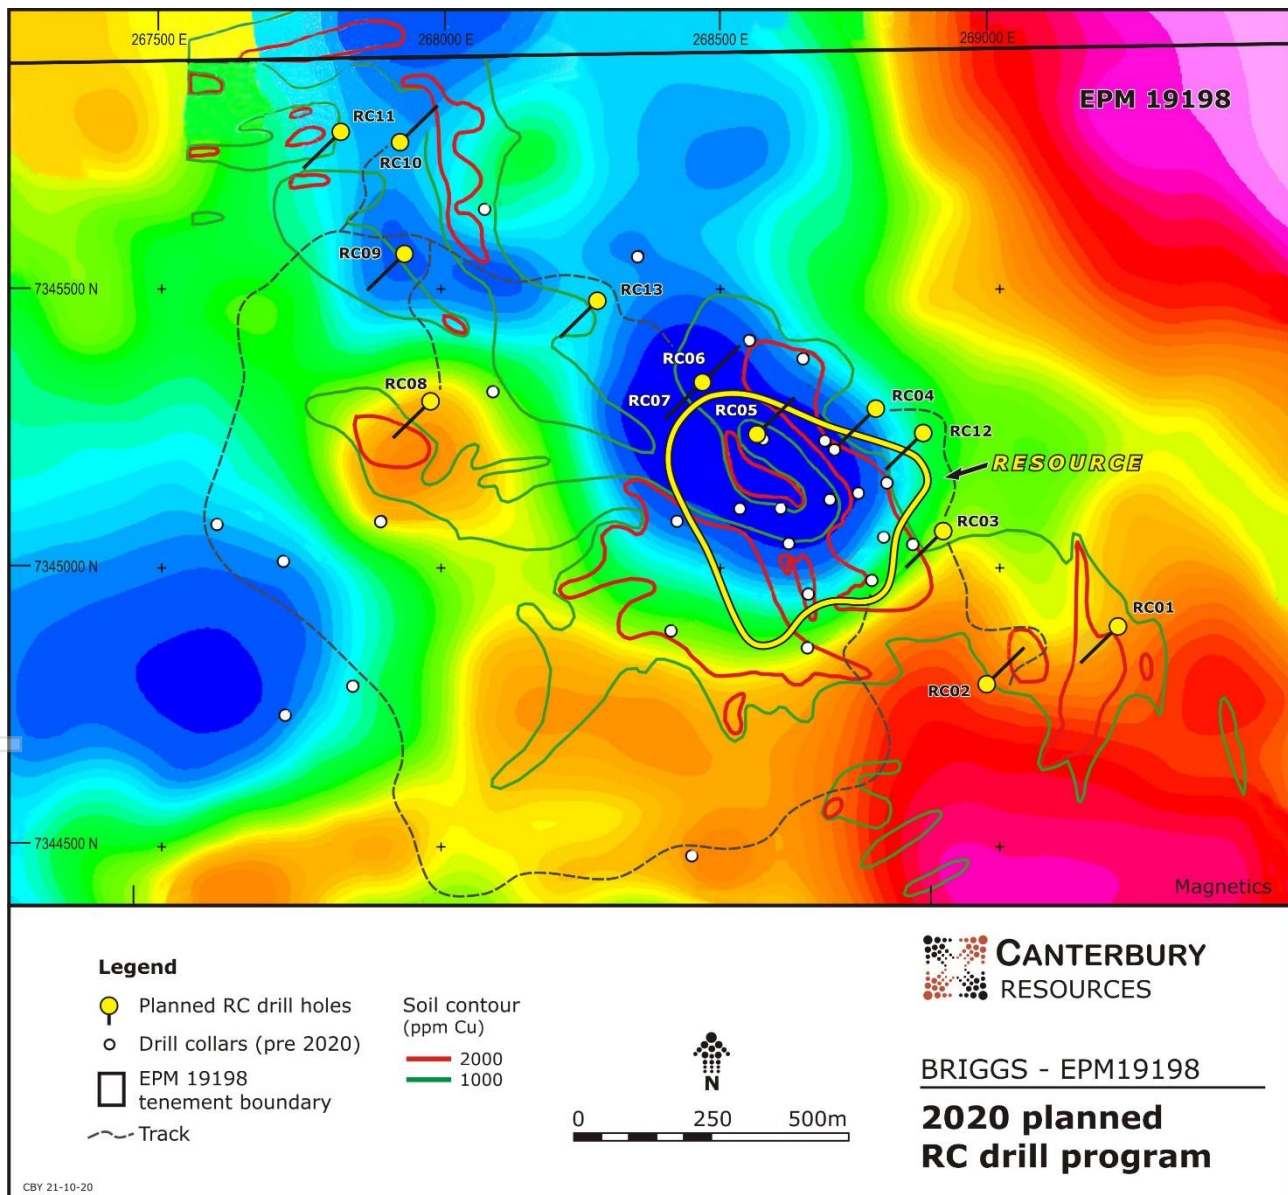 267500 E
268000 E
268500 E
269000 E
EPM 19198
RC11
RC10
RC09
7345500 N
RC13
RC06
RC08
RC07
RC05
RC04
RC12
RESOURCE
RC03
7345000 N
RC01
RC02
7344500 N
Magnetics
Legend
Planned RC drill holes
Drill collars (pre 2020)
EPM 19198
tenement boundary
Track
Soil contour
(ppm Cu)
2000
1000
N
0 250 500m
CANTERBURY
RESOURCES
BRIGGS - EPM19198
2020 planned
RC drill program
CBY 21-10-20